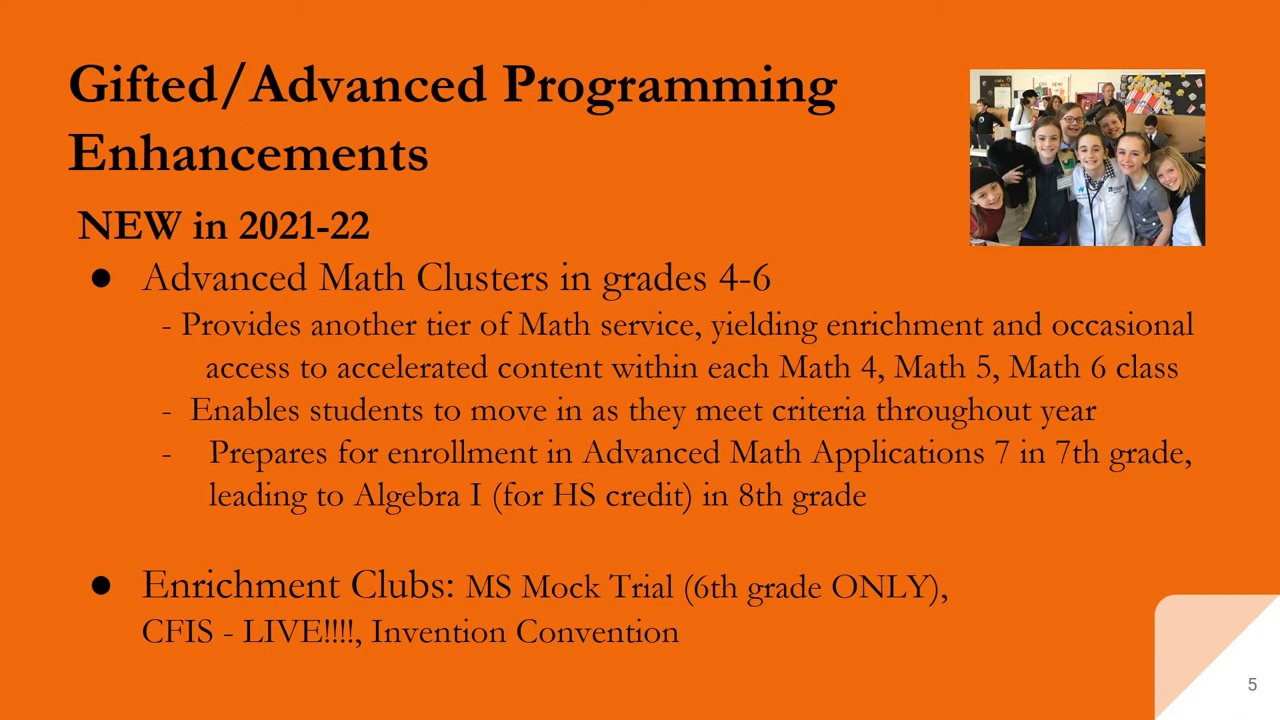 Gifted/Advanced Programming
Enhancements
NEW in 2021-22
● Advanced Math Clusters in grades 4-6
- Provides another tier of Math service, yielding enrichment and occasional
access to accelerated content within each Math 4, Math 5, Math 6 class
- Enables students to move in as they meet criteria throughout year
- Prepares for enrollment in Advanced Math Applications 7 in 7th grade,
leading to Algebra I (for HS credit) in 8th grade
● Enrichment Clubs: MS Mock Trial (6th grade ONLY),
CFIS - LIVE!!!!, Invention Convention
5